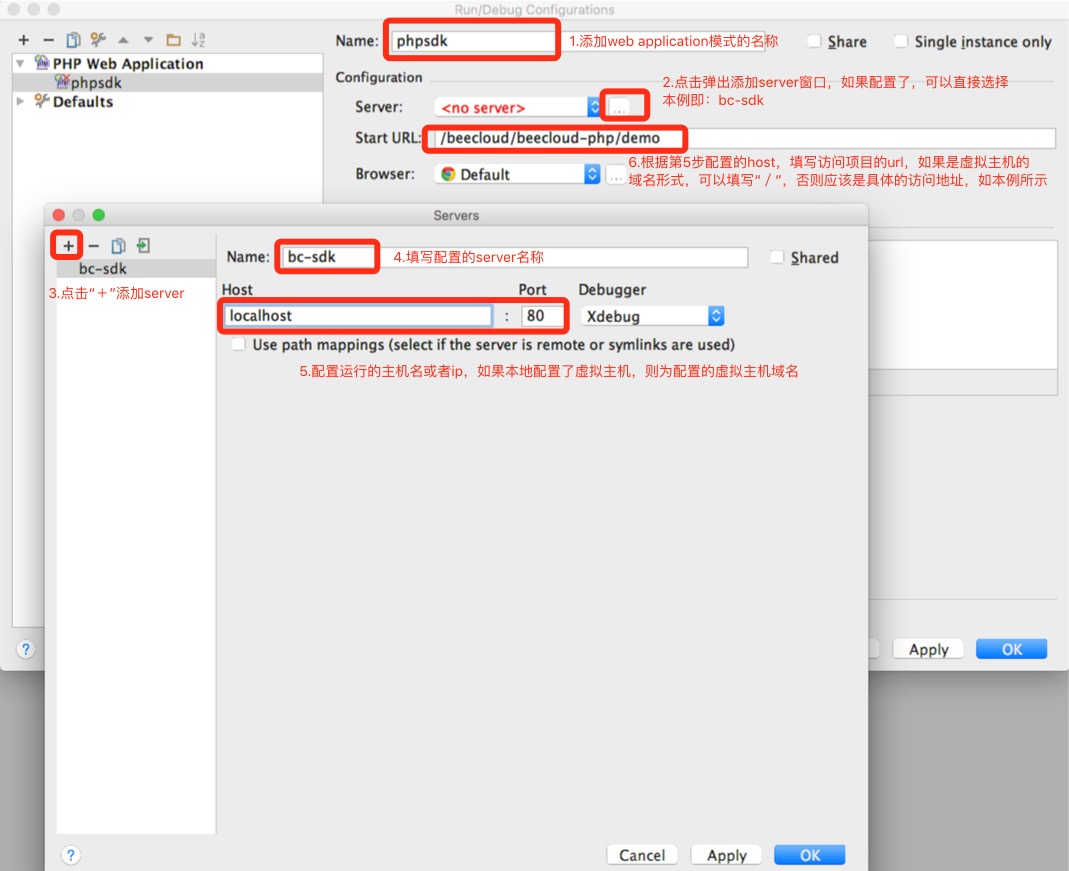 Run/Debug Configurations
Name: phpsdk 1.添加web application模式的名称 Share Single instance only
PHP Web Application
phpsdk
Defaults
Configuration
2.点击弹出添加server窗口，如果配置了，可以直接选择
本例即：bc-sdk
Server: <no server> ...
Start URL: /beecloud/beecloud-php/demo
6.根据第5步配置的host，填写访问项目的url，如果是虚拟主机的
域名形式，可以填写“ / ”，否则应该是具体的访问地址，如本例所示
Browser: Default ...
Servers
bc-sdk
3.点击“＋”添加server
Name: bc-sdk 4.填写配置的server名称 Shared
Host Port Debugger
localhost : 80 Xdebug
Use path mappings (select if the server is remote or symlinks are used)
5.配置运行的主机名或者ip，如果本地配置了虚拟主机，则为配置的虚拟主机域名
? Apply OK
? Cancel Apply OK